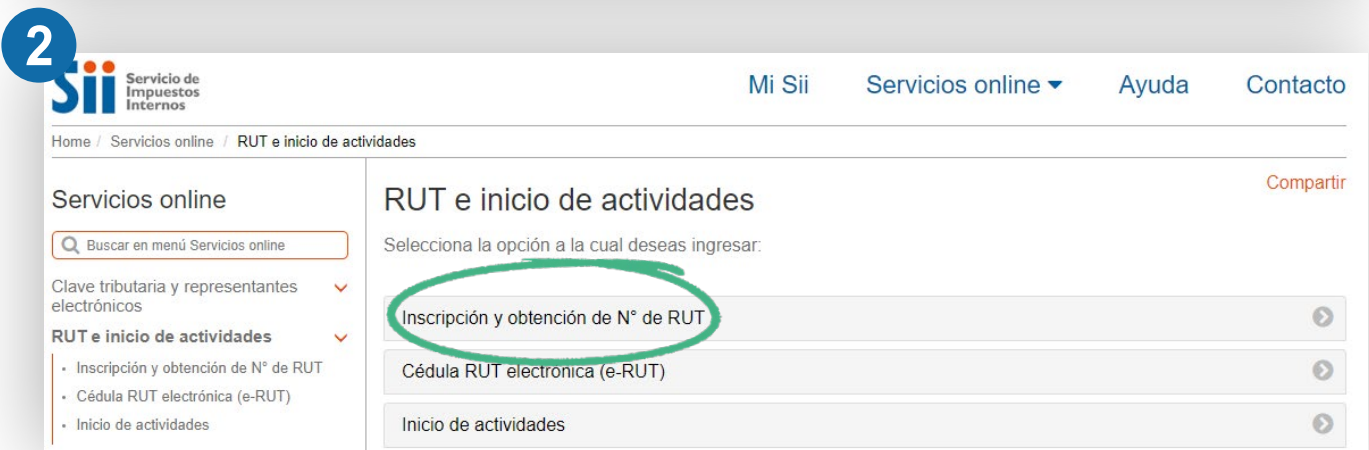 2
Sii Servicio de
Impuestos
Internos
Mi Sii Servicios online Ayuda Contacto
Home / Servicios online / RUT e inicio de actividades
Servicios online
Buscar en menú Servicios online
Clave tributaria y representantes
electrónicos
RUT e inicio de actividades
Inscripción y obtención de N° de RUT
Cédula RUT electrónica (e-RUT)
Inicio de actividades
Compartir
RUT e inicio de actividades
Selecciona la opción a la cual deseas ingresar:
Inscripción y obtención de N° de RUT
Cédula RUT electrónica (e-RUT)
Inicio de actividades